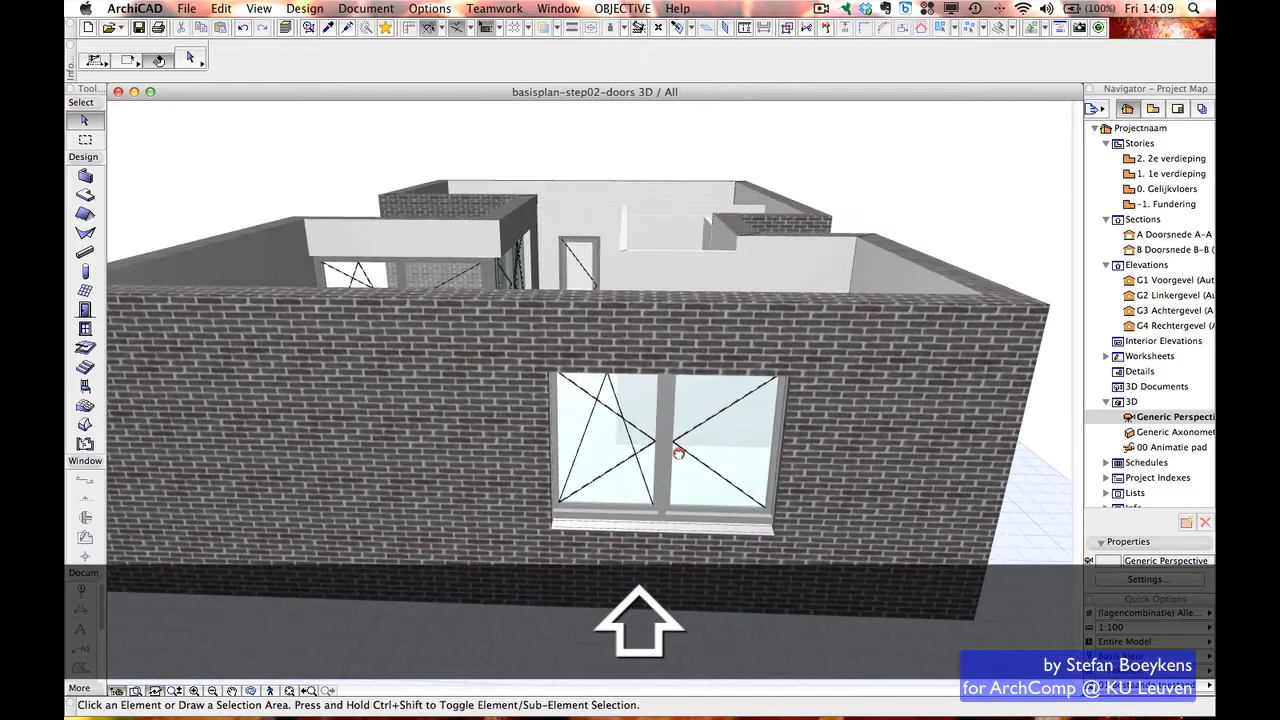 ArchiCAD File Edit View Design Document Options Teamwork Window OBJECTiVE Help (100%) Fri 14:09
basisplan-step02-doors 3D / All
Tool...
Select
Design
Window
Docum
More
Navigator - Project Map
Projectnaam
Stories
2. 2e verdieping
1. 1e verdieping
0. Gelijkvloers
-1. Fundering
Sections
A Doorsnede A-A
B Doorsnede B-B (
Elevations
G1 Voorgevel (Aut
G2 Linkergevel (Au
G3 Achtergevel (A
G4 Rechtergevel (A
Interior Elevations
Worksheets
Details
3D Documents
3D
Generic Perspecti
Generic Axonomet
00 Animatie pad
Schedules
Project Indexes
Lists
Properties
Generic Perspective
Settings...
Quick Options
(lagencombinatie) Alle...
1:100
Entire Model
by Stefan Boeykens
for ArchComp @ KU Leuven
Click an Element or Draw a Selection Area. Press and Hold Ctrl+Shift to Toggle Element/Sub-Element Selection.